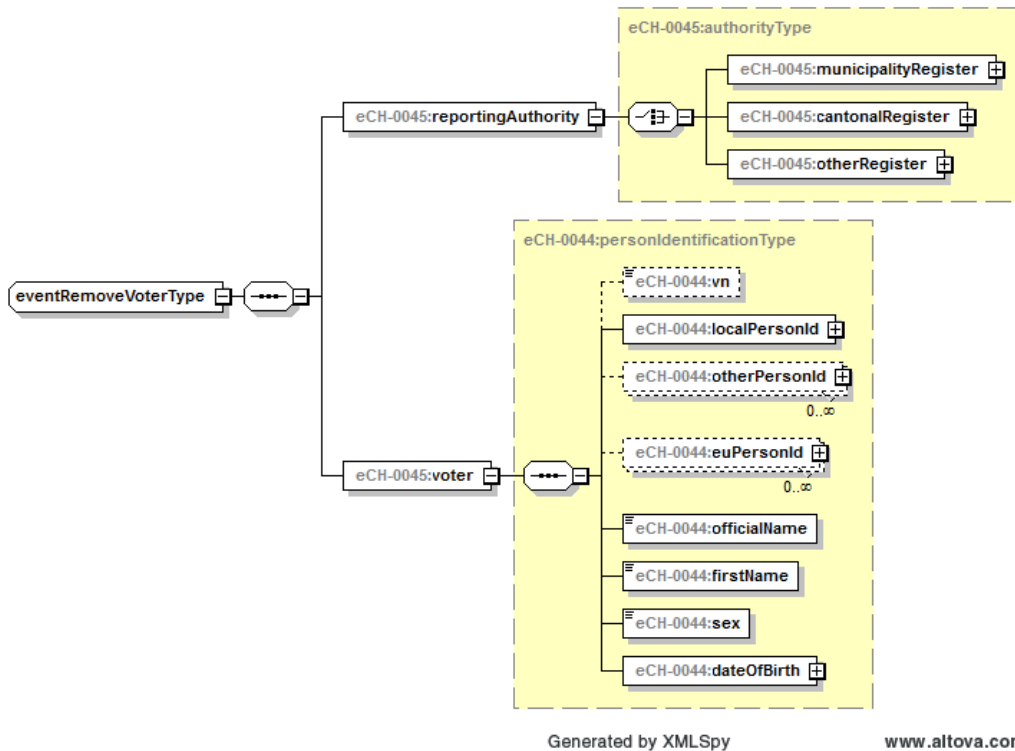 eCH-0045:authorityType
eCH-0045:municipalityRegister
eCH-0045:reportingAuthority
eCH-0045:cantonalRegister
eCH-0045:otherRegister
eCH-0044:personIdentificationType
eventRemoveVoterType
eCH-0044:vn
eCH-0044:localPersonId
eCH-0044:otherPersonId
0..∞
eCH-0044:euPersonId
0..∞
eCH-0045:voter
eCH-0044:officialName
eCH-0044:firstName
eCH-0044:sex
eCH-0044:dateOfBirth
Generated by XMLSpy
www.altova.com